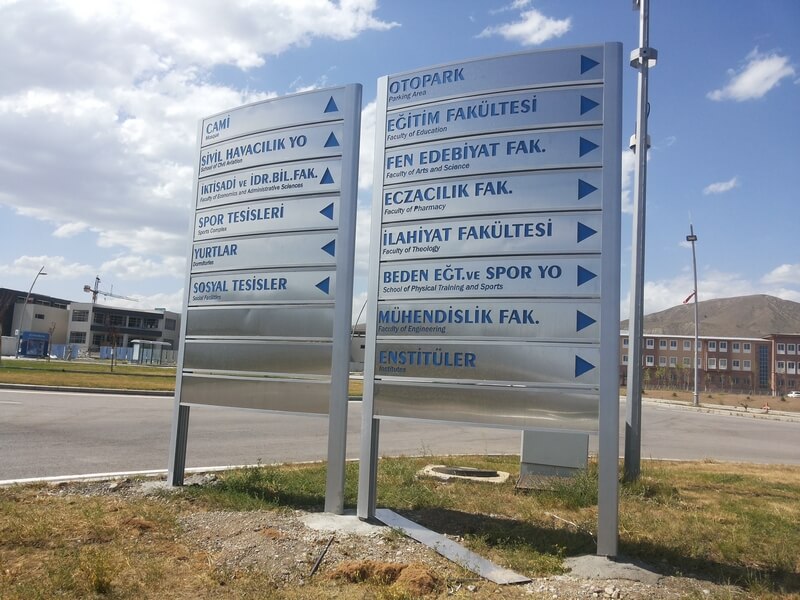 CAMİ
Mosque
SİVİL HAVACILIK YO
School of Civil Aviation
İKTİSADİ ve İDR.BİL.FAK.
Faculty of Economics and Administrative Sciences
SPOR TESİSLERİ
Sports Complex
YURTLAR
Dormitories
SOSYAL TESİSLER
Social Facilities
OTOPARK
Parking Area
EĞİTİM FAKÜLTESİ
Faculty of Education
FEN EDEBİYAT FAK.
Faculty of Arts and Science
ECZACILIK FAK.
Faculty of Pharmacy
İLAHİYAT FAKÜLTESİ
Faculty of Theology
BEDEN EĞT.ve SPOR YO
School of Physical Training and Sports
MÜHENDİSLİK FAK.
Faculty of Engineering
ENSTİTÜLER
Institutes